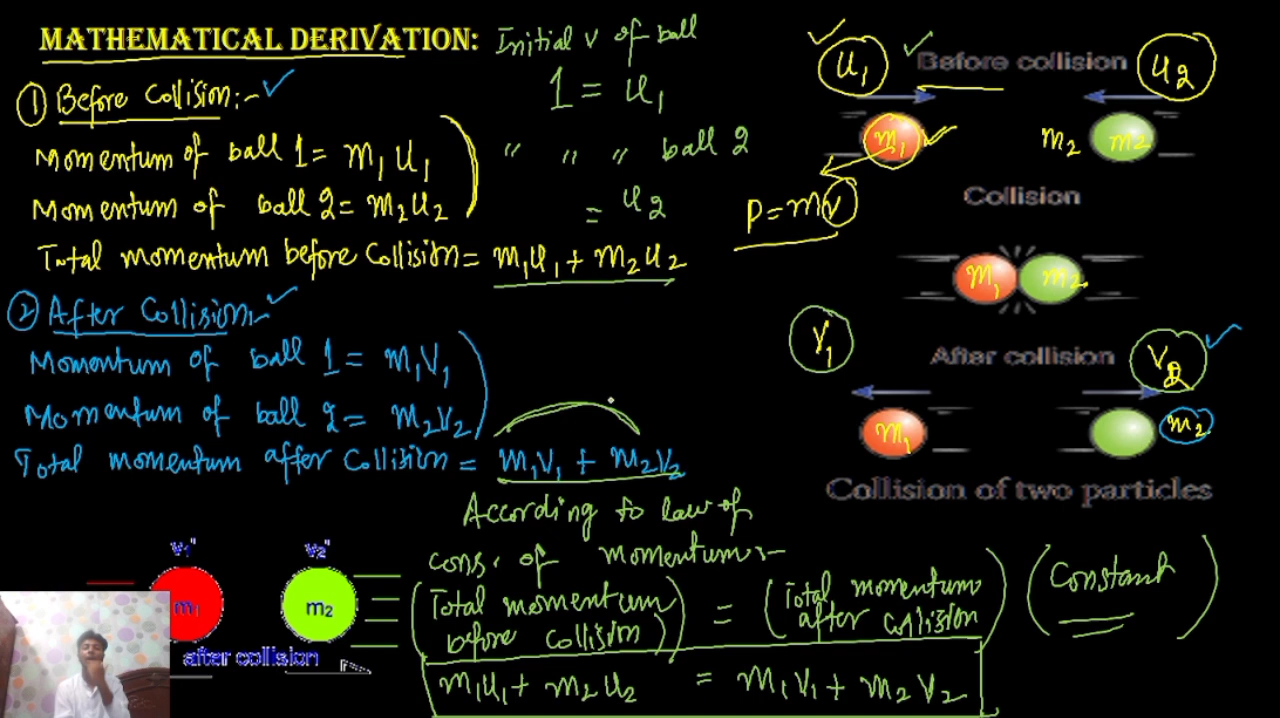 MATHEMATICAL DERIVATION:
Initial v of ball
1 = u₁
" " " ball 2
= u₂
① Before Collision:-
Momentum of ball 1 = m₁u₁
Momentum of ball 2 = m₂u₂
Total momentum before Collision = m₁u₁ + m₂u₂
② After Collision:-
Momentum of ball 1 = m₁v₁
Momentum of ball 2 = m₂v₂
Total momentum after Collision = m₁v₁ + m₂v₂
According to law of
cons. of momentum:-
(Total momentum before collision) = (Total momentum after collision) (Constant)
m₁u₁ + m₂u₂ = m₁v₁ + m₂v₂
u₁ Before collision u₂
m₁ m₂ m₂
P = mv
Collision
m₁ m₂
v₁ After collision v₂
m₁ m₂
Collision of two particles
v₁' v₂'
m₁ m₂
after collision